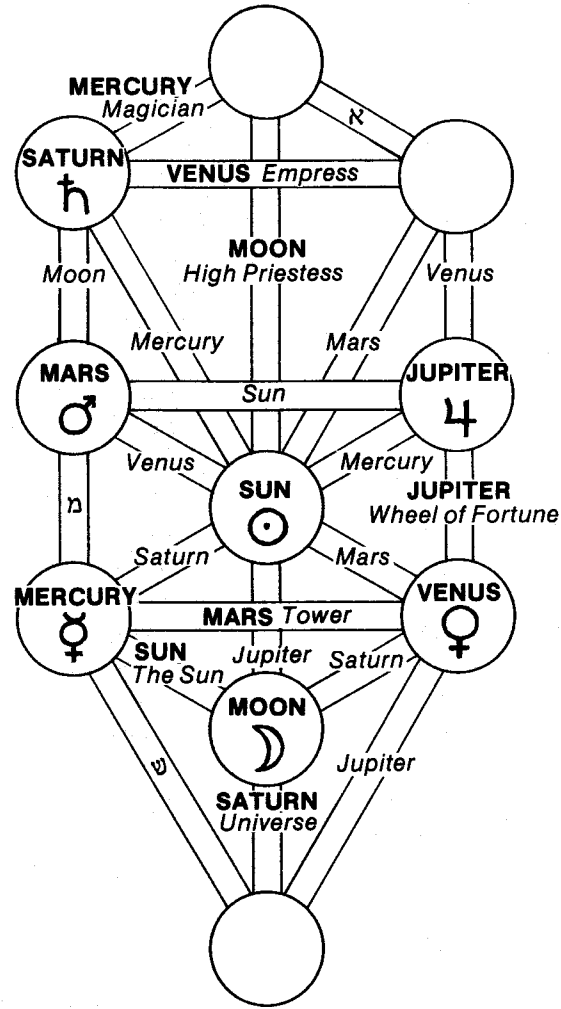 MERCURY
Magician
א
SATURN
♄
VENUS Empress
MOON
High Priestess
Moon
Venus
Mercury
Mars
MARS
♂
Sun
JUPITER
♃
Venus
Mercury
SUN
☉
מ
JUPITER
Wheel of Fortune
Saturn
Mars
MERCURY
☿
VENUS
♀
MARS Tower
SUN
The Sun
Jupiter
Saturn
MOON
☽
ש
Jupiter
SATURN
Universe